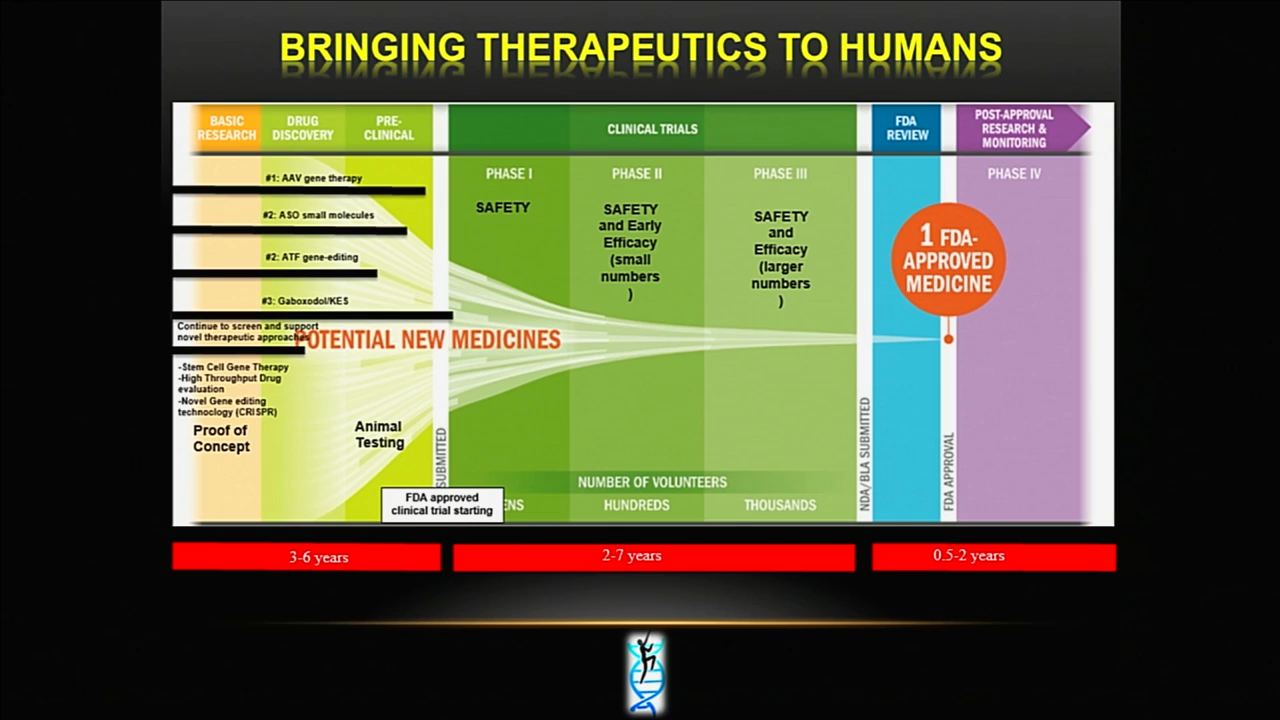 BRINGING THERAPEUTICS TO HUMANS
BASIC
RESEARCH
DRUG
DISCOVERY
PRE-
CLINICAL
CLINICAL TRIALS
FDA
REVIEW
POST-APPROVAL
RESEARCH &
MONITORING
#1: AAV gene therapy
#2: ASO small molecules
#2: ATF gene-editing
#3: Gaboxodol/KES
Continue to screen and support
novel therapeutic approaches
-Stem Cell Gene Therapy
-High Throughput Drug
evaluation
-Novel Gene editing
technology (CRISPR)
Proof of
Concept
Animal
Testing
POTENTIAL NEW MEDICINES
SUBMITTED
FDA approved
clinical trial starting
PHASE I
SAFETY
PHASE II
SAFETY
and Early
Efficacy
(small
numbers
)
PHASE III
SAFETY
and
Efficacy
(larger
numbers
)
NUMBER OF VOLUNTEERS
ENS
HUNDREDS
THOUSANDS
NDA/BLA SUBMITTED
1 FDA-
APPROVED
MEDICINE
FDA APPROVAL
PHASE IV
3-6 years
2-7 years
0.5-2 years